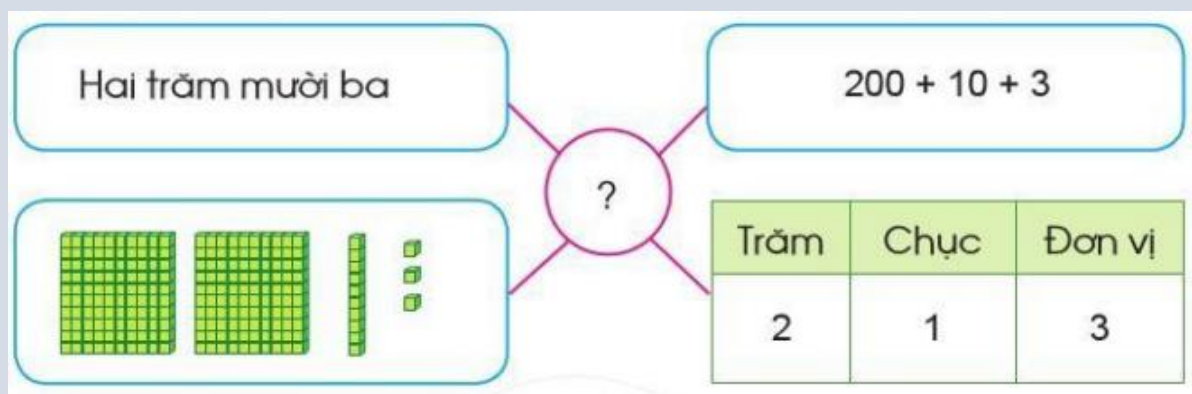 Hai trăm mười ba
200 + 10 + 3
?
Trăm Chục Đơn vị
2 1 3